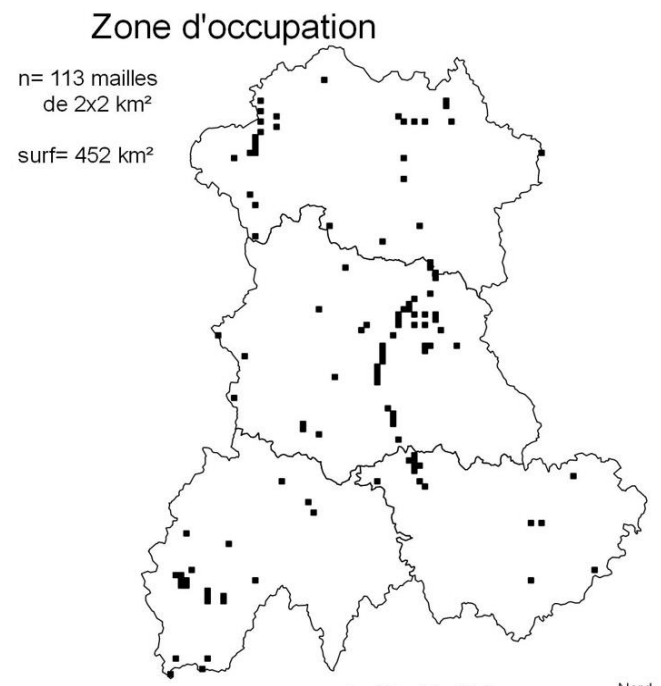 Zone d'occupation
n= 113 mailles
de 2x2 km²
surf= 452 km²